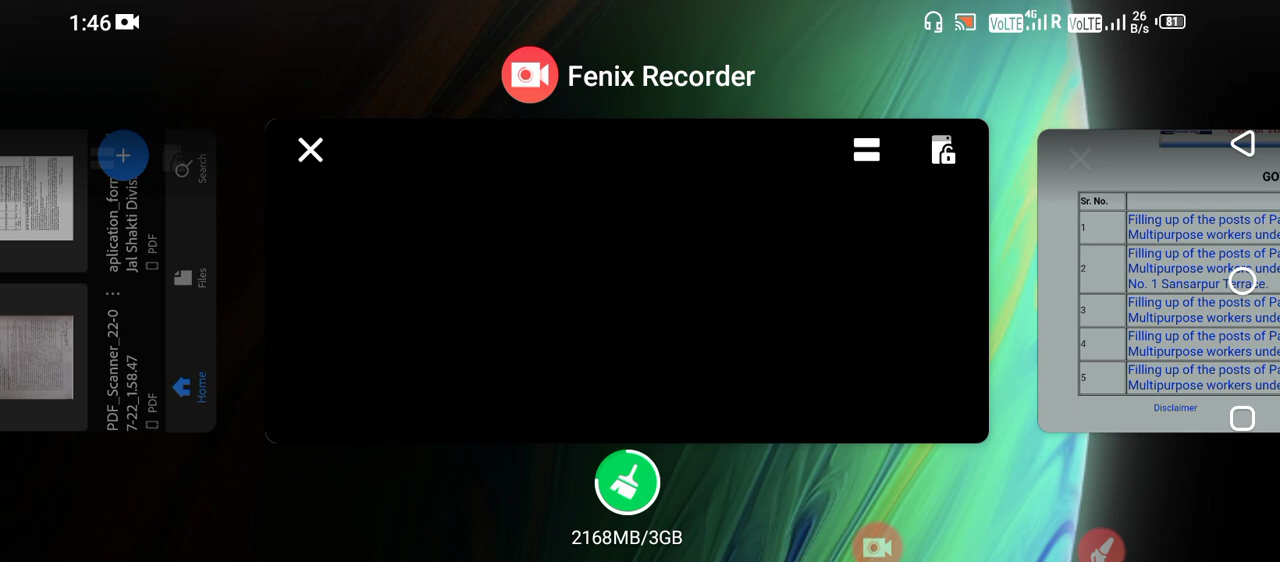 1:46
VoLTE 4G R VoLTE 26 B/s 81
Fenix Recorder
aplication_for
Jal Shakti Divis
PDF
PDF_Scanner_22-0
7-22_1.58.47
PDF
Search
Files
Home
GO
Sr. No.
1
Filling up of the posts of Pa
Multipurpose workers unde
2
Filling up of the posts of Pa
Multipurpose workers unde
No. 1 Sansarpur Terrace.
3
Filling up of the posts of Pa
Multipurpose workers unde
4
Filling up of the posts of Pa
Multipurpose workers unde
5
Filling up of the posts of Pa
Multipurpose workers unde
Disclaimer
2168MB/3GB